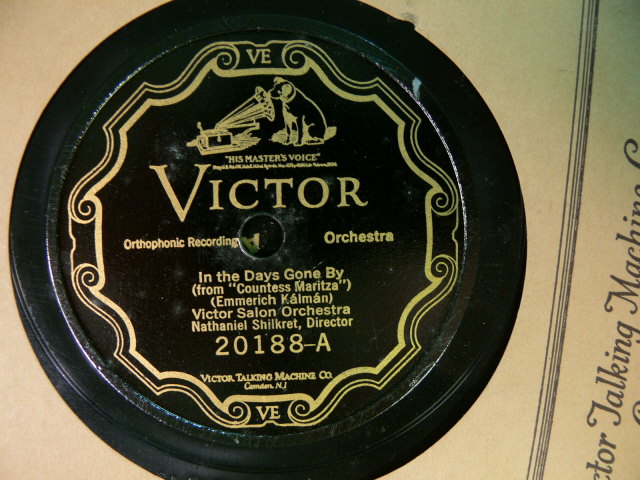 VE
"HIS MASTER'S VOICE"
VICTOR
Orthophonic Recording
Orchestra
In the Days Gone By
(from "Countess Maritza")
(Emmerich Kálmán)
Victor Salon Orchestra
Nathaniel Shilkret, Director
20188-A
VICTOR TALKING MACHINE CO.
Camden, N.J.
VE
Talking Machine